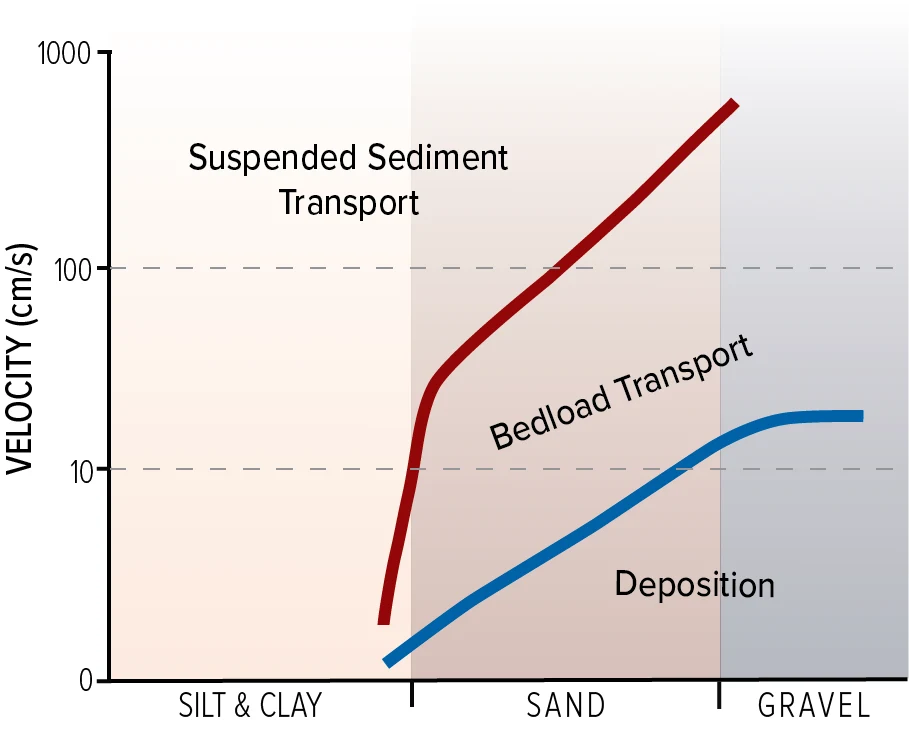 1000
Suspended Sediment
Transport
100
VELOCITY (cm/s)
Bedload Transport
10
Deposition
0
SILT & CLAY
SAND
GRAVEL